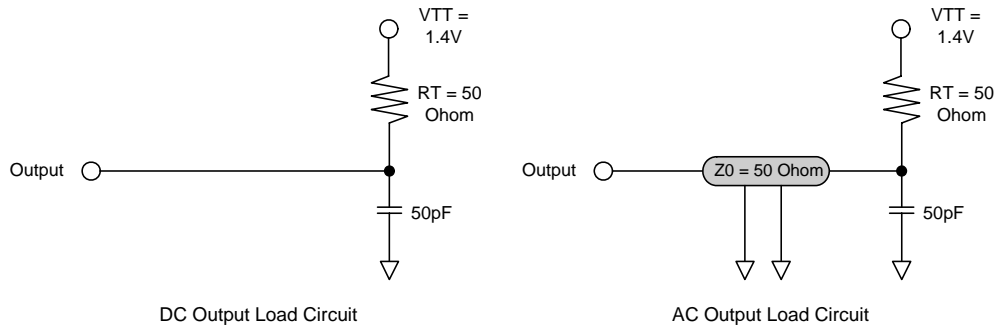 VTT =
1.4V
RT = 50
Ohom
Output
50pF
DC Output Load Circuit
VTT =
1.4V
RT = 50
Ohom
Output
Z0 = 50 Ohom
50pF
AC Output Load Circuit